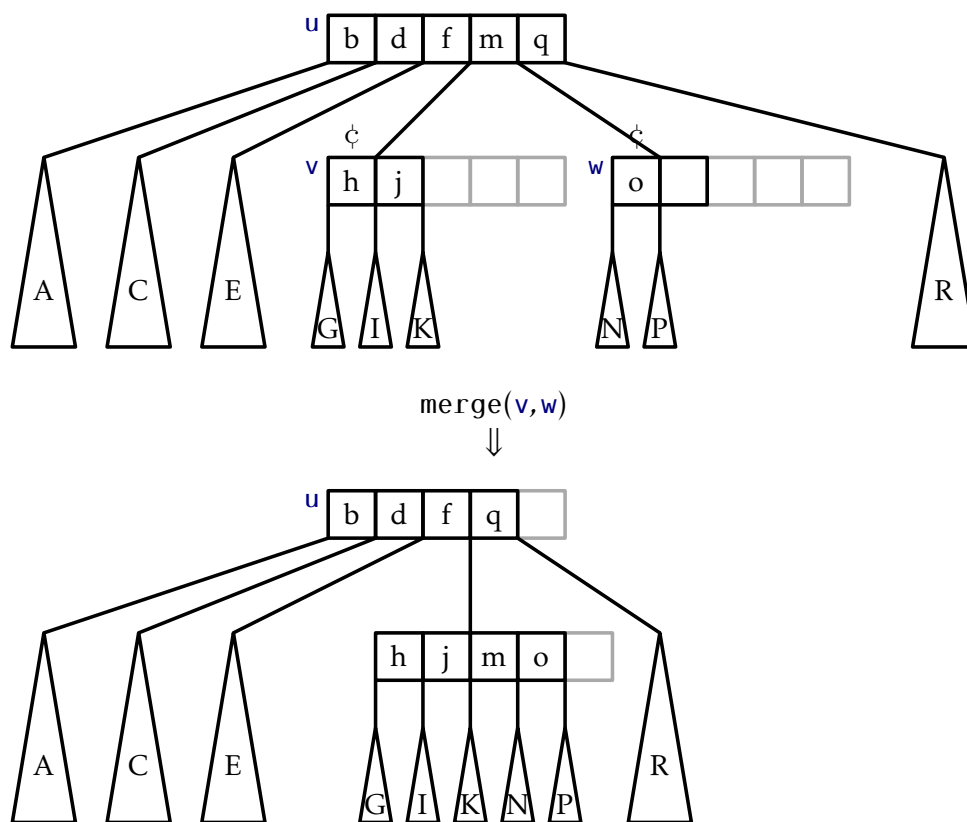 u b d f m q
¢ ¢
v h j w o
A C E G I K N P R
merge(v,w)
⇓
u b d f q
h j m o
A C E G I K N P R